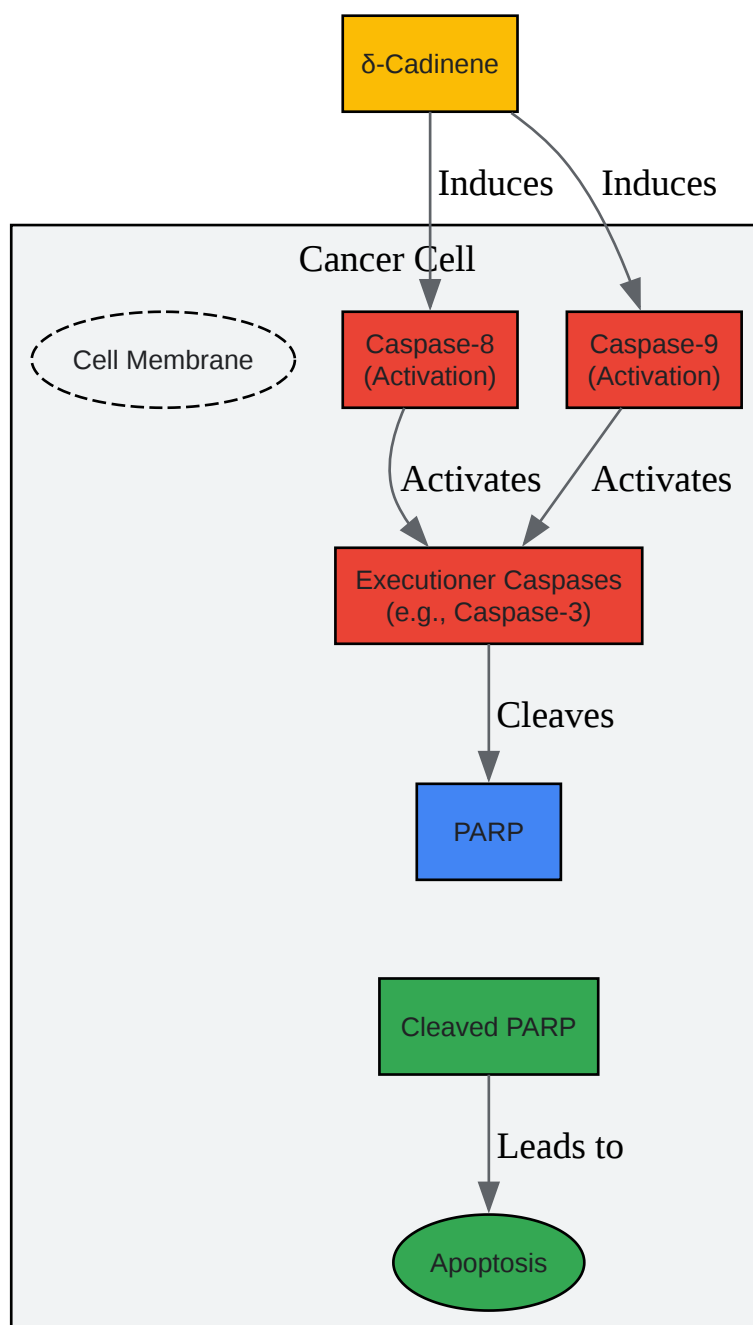 δ-Cadinene
Induces
Induces
Cancer Cell
Cell Membrane
Caspase-8
(Activation)
Caspase-9
(Activation)
Activates
Activates
Executioner Caspases
(e.g., Caspase-3)
Cleaves
PARP
Cleaved PARP
Leads to
Apoptosis